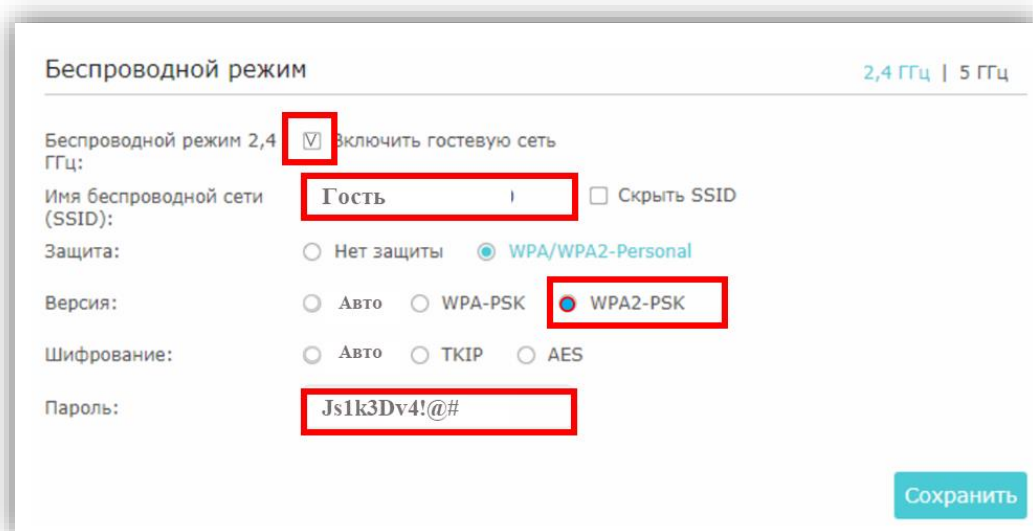 Беспроводной режим 2,4 ГГц | 5 ГГц
Беспроводной режим 2,4 V Включить гостевую сеть
ГГц:
Имя беспроводной сети Гость Скрыть SSID
(SSID):
Защита: Нет защиты WPA/WPA2-Personal
Версия: Авто WPA-PSK WPA2-PSK
Шифрование: Авто TKIP AES
Пароль: Js1k3Dv4!@#
Сохранить